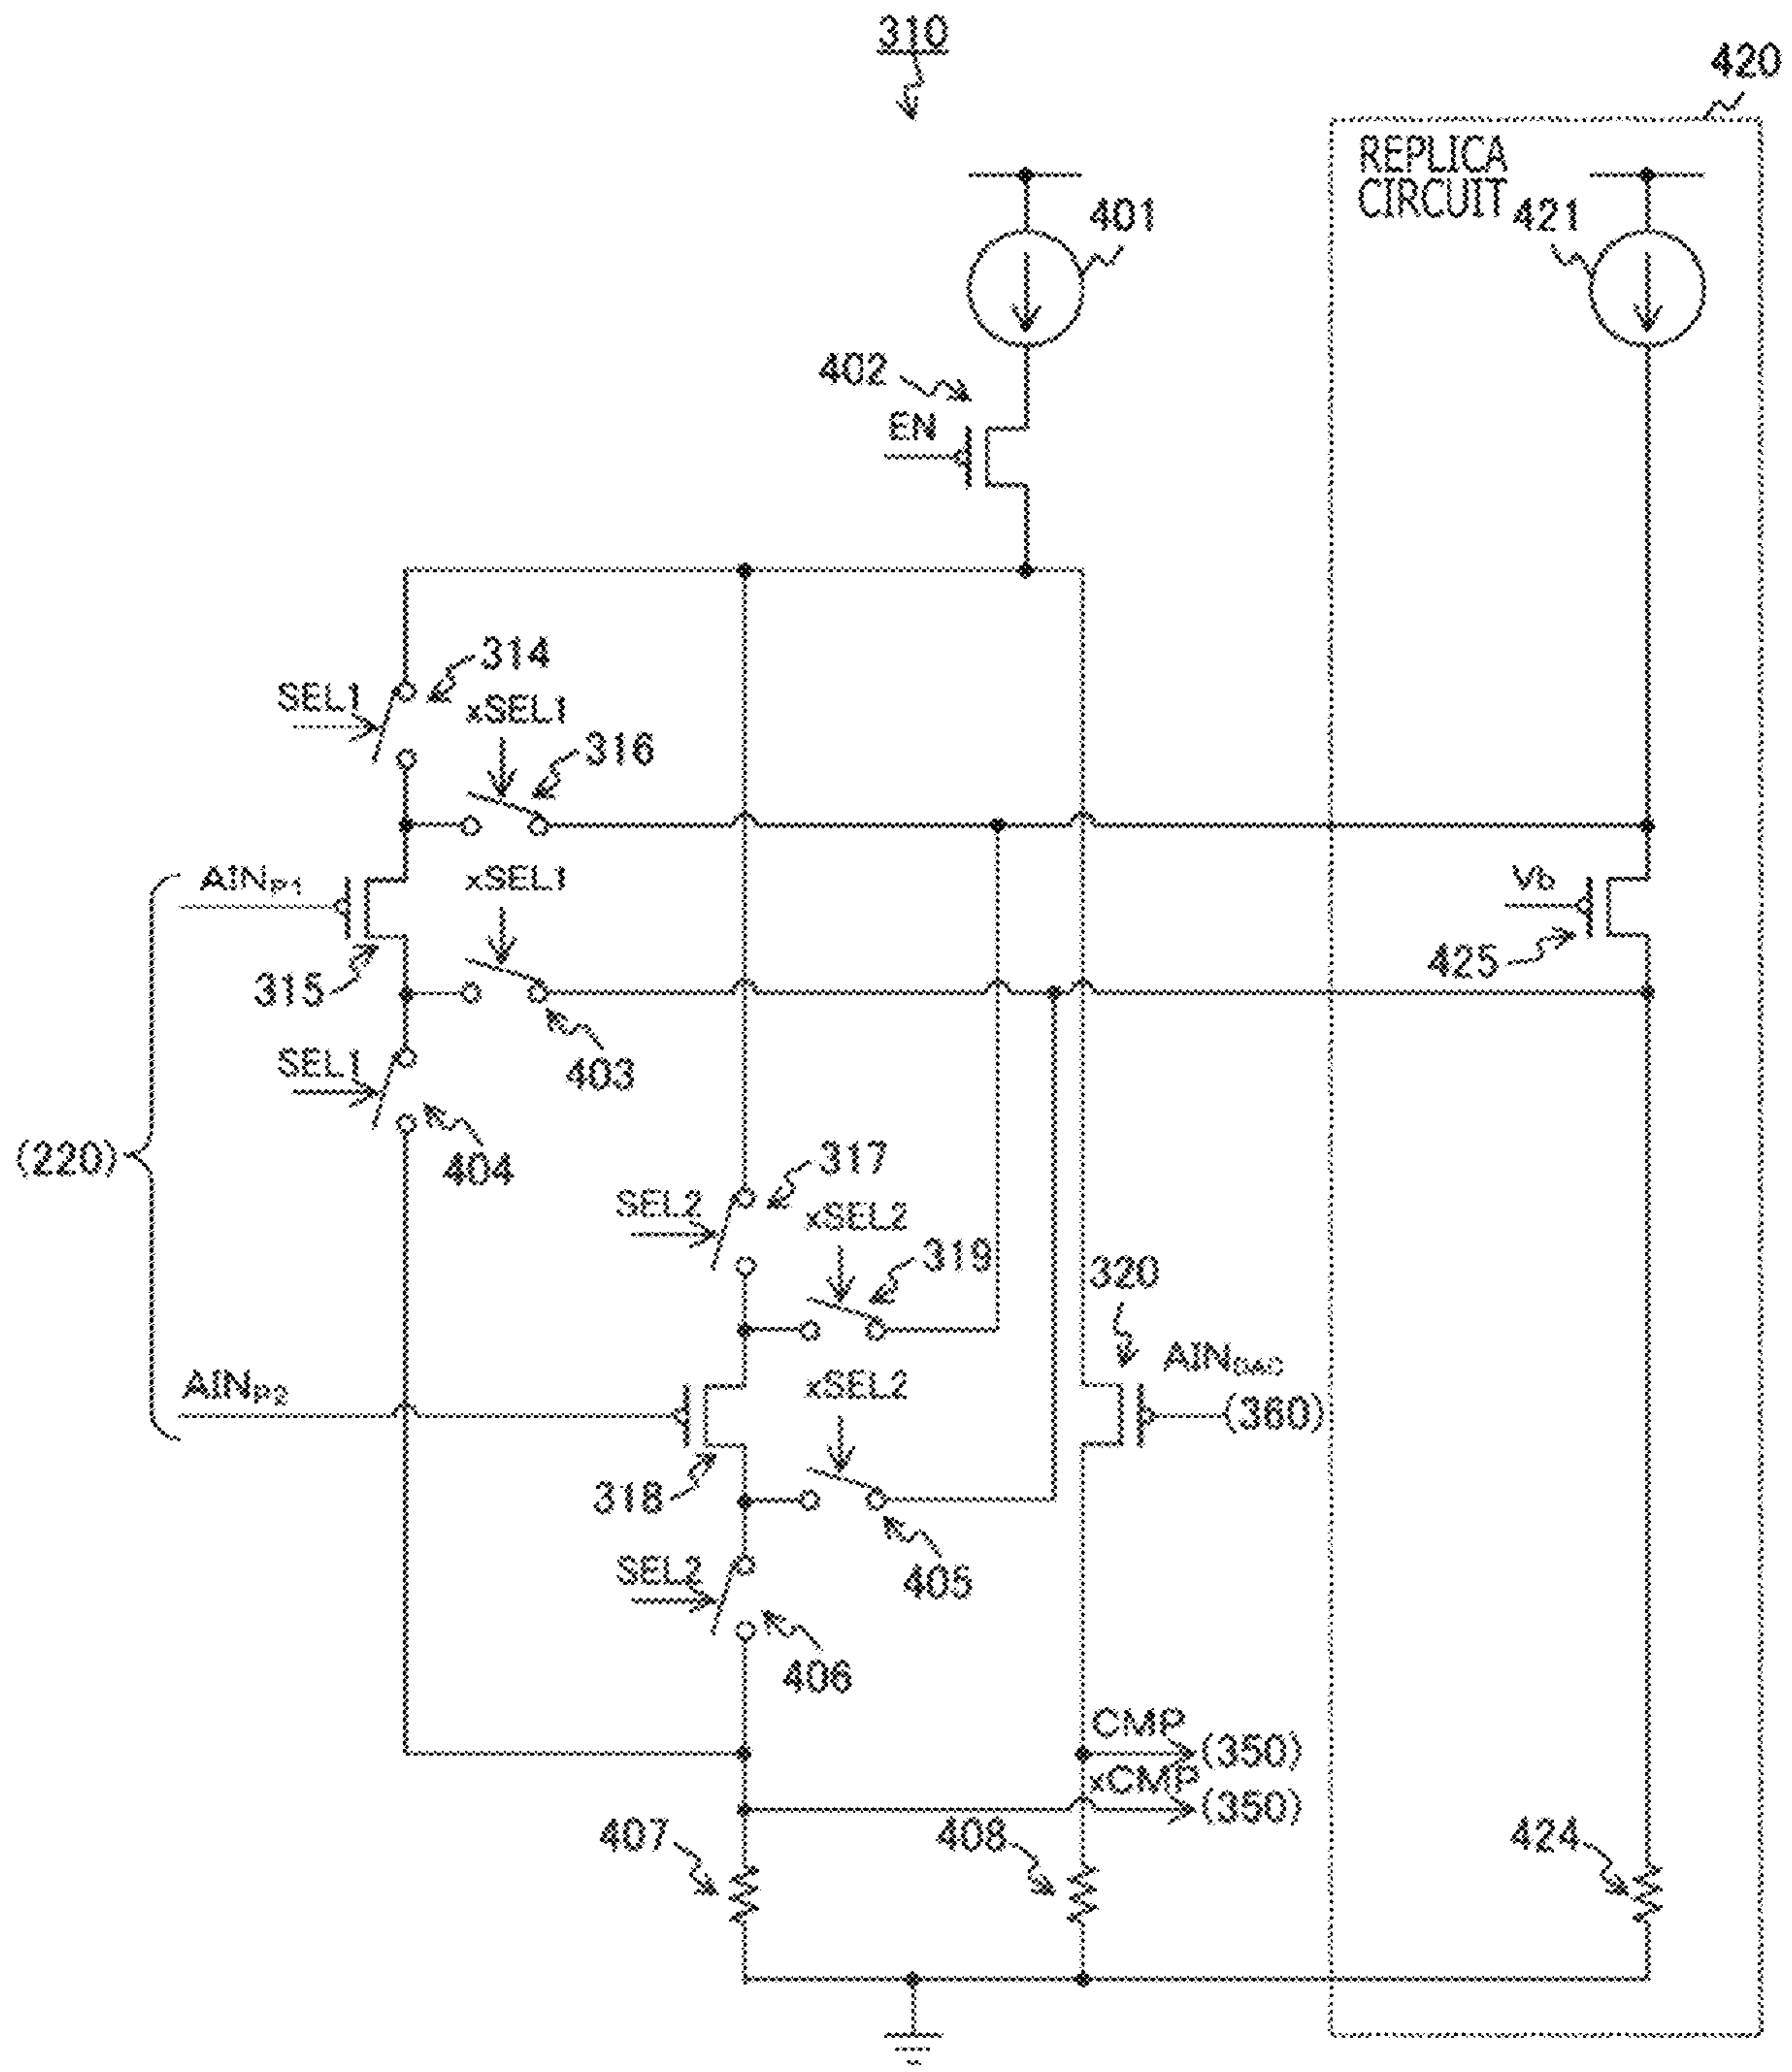 310
420
REPLICA
CIRCUIT
421
401
402
EN
314
SEL1
xSEL1
316
AINP1
xSEL1
Vb
315
425
SEL1
403
(220)
404
317
SEL2
xSEL2
319
320
AINP2
xSEL2
AINDAC
(360)
318
SEL2
405
406
CMP
(350)
xCMP
(350)
407
408
424